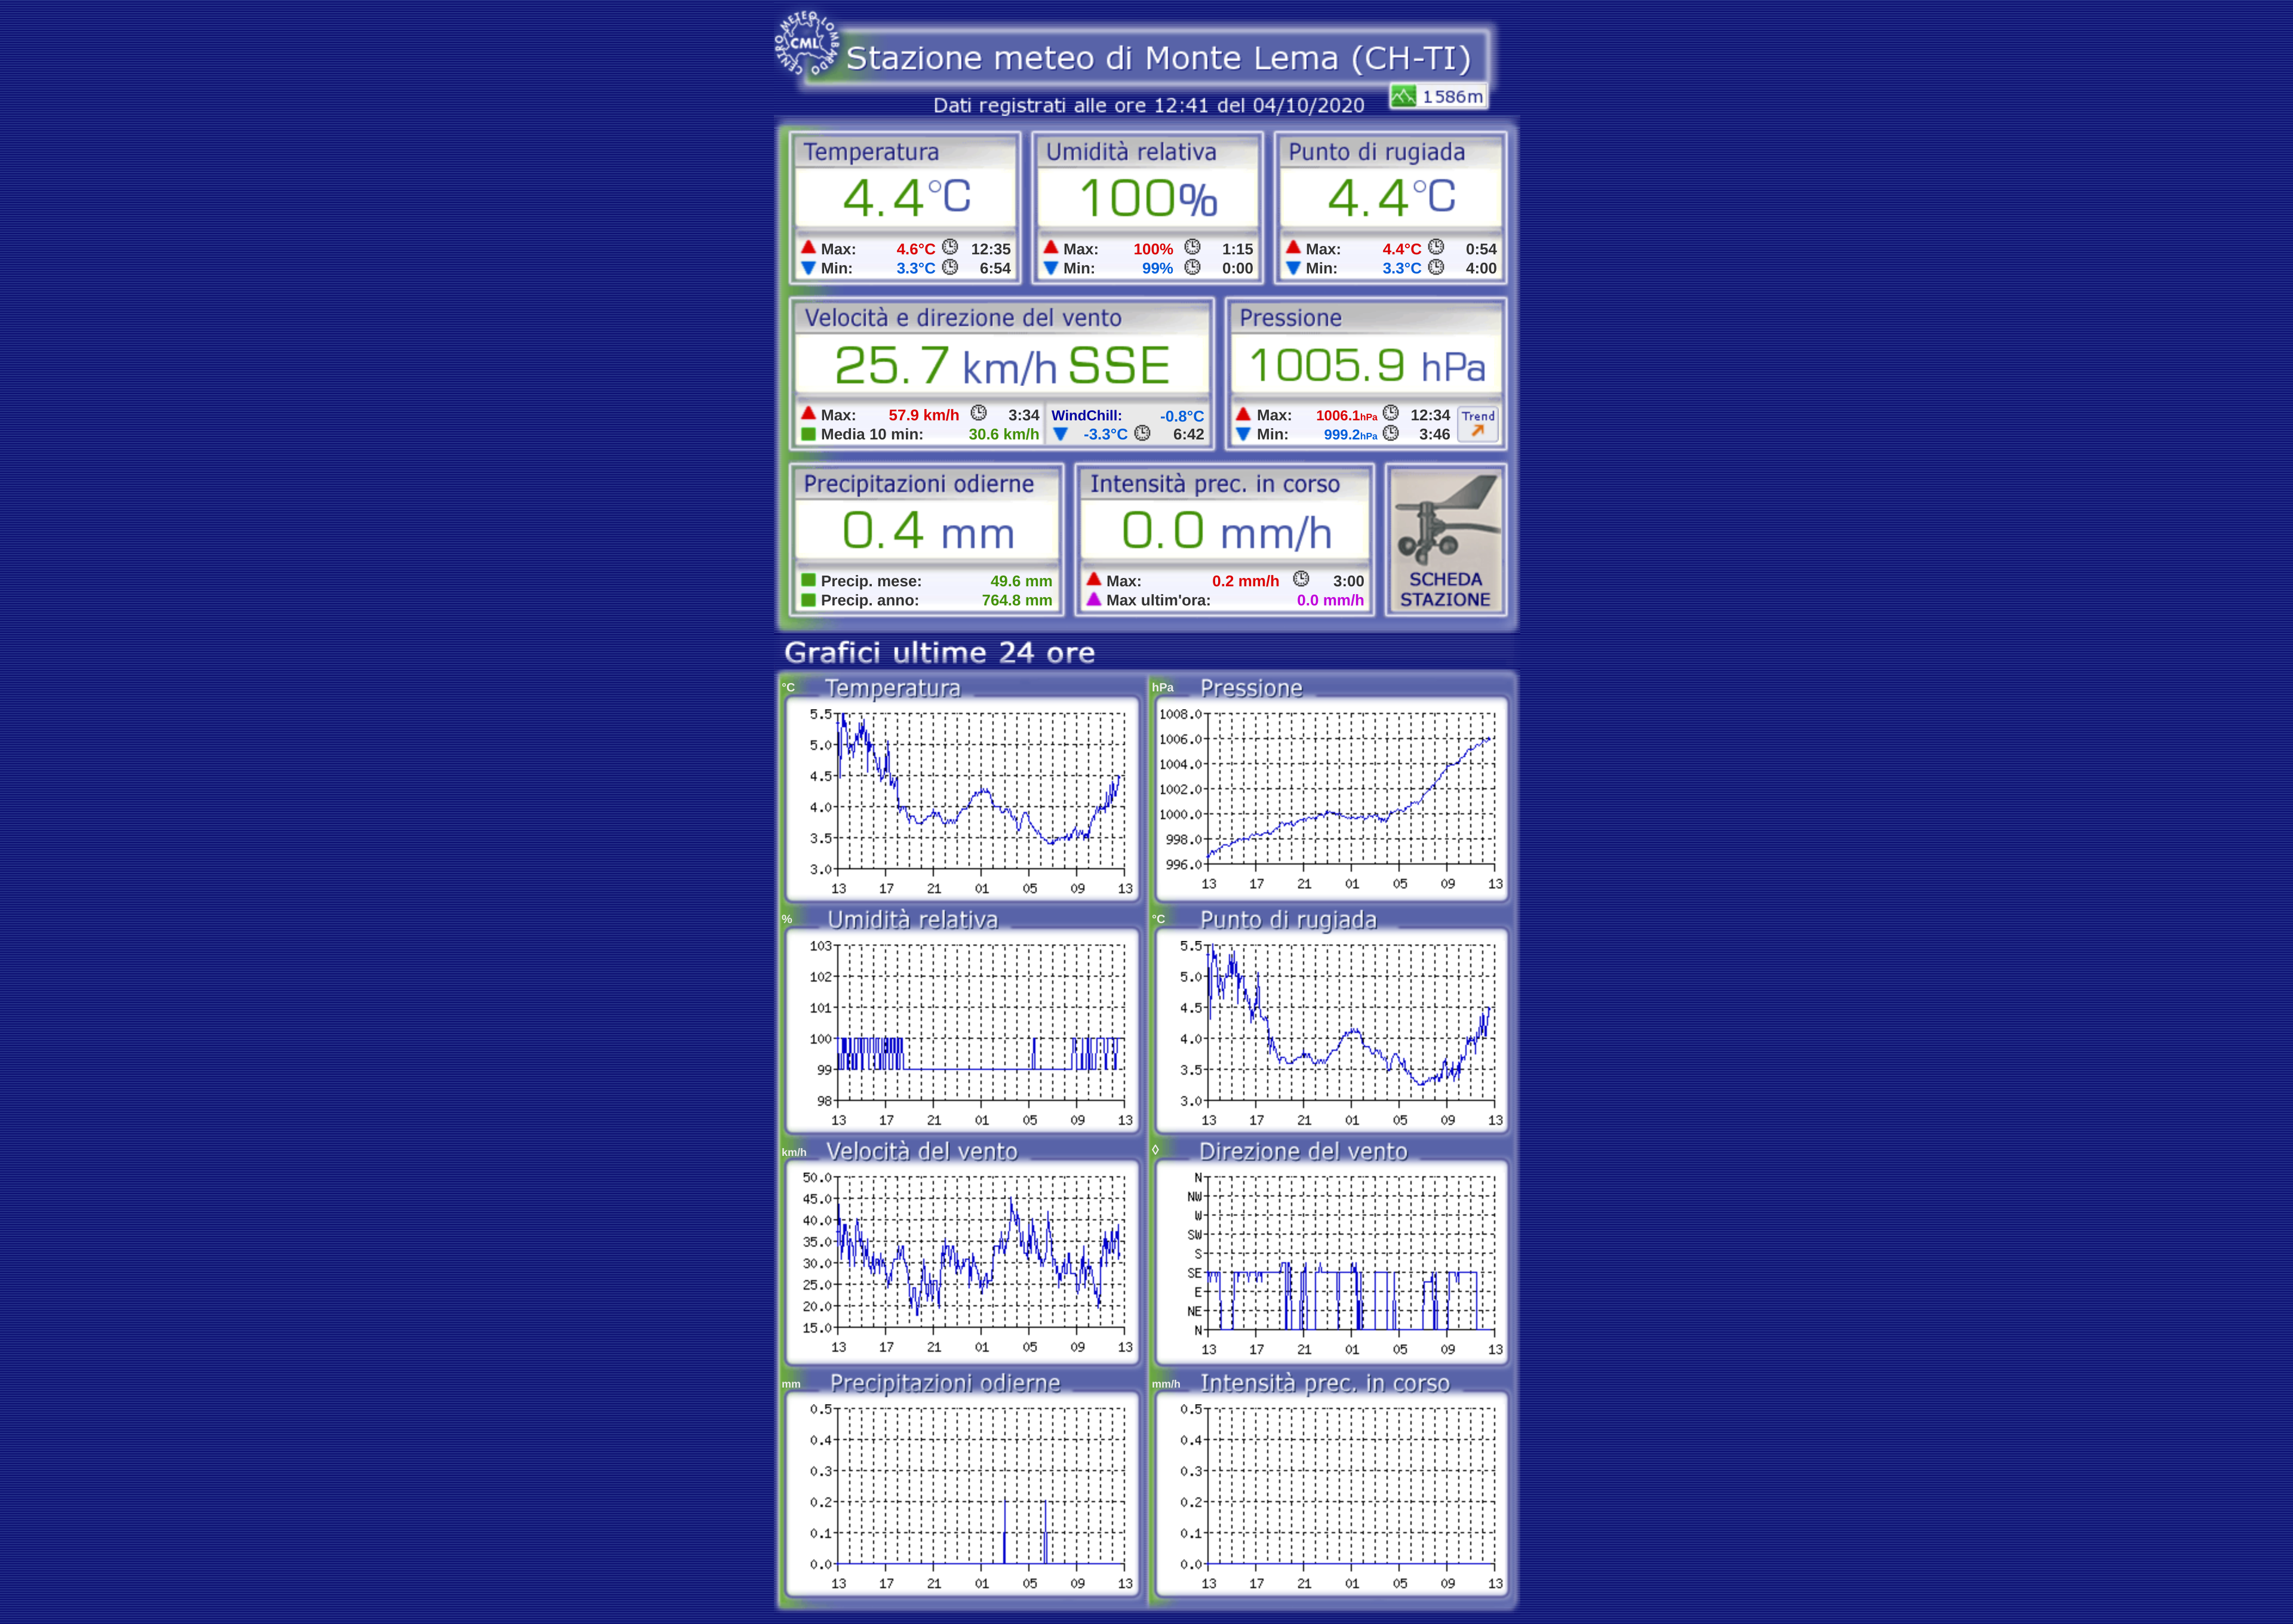 CENTRO METEO LOMBARDO
CML
Stazione meteo di Monte Lema (CH-TI)
1586m
Dati registrati alle ore 12:41 del 04/10/2020
Temperatura Umidità relativa Punto di rugiada
4.4°C 100% 4.4°C
Max: 4.6°C 12:35 Max: 100% 1:15 Max: 4.4°C 0:54
Min: 3.3°C 6:54 Min: 99% 0:00 Min: 3.3°C 4:00
Velocità e direzione del vento Pressione
25.7 km/h SSE 1005.9 hPa
Max: 57.9 km/h 3:34 WindChill: -0.8°C Max: 1006.1hPa 12:34 Trend
Media 10 min: 30.6 km/h -3.3°C 6:42 Min: 999.2hPa 3:46
Precipitazioni odierne Intensità prec. in corso
0.4 mm 0.0 mm/h
Precip. mese: 49.6 mm Max: 0.2 mm/h 3:00 SCHEDA
Precip. anno: 764.8 mm Max ultim'ora: 0.0 mm/h STAZIONE
Grafici ultime 24 ore
°C Temperatura
5.5
5.0
4.5
4.0
3.5
3.0
13 17 21 01 05 09 13
hPa Pressione
1008.0
1006.0
1004.0
1002.0
1000.0
998.0
996.0
13 17 21 01 05 09 13
% Umidità relativa
103
102
101
100
99
98
13 17 21 01 05 09 13
°C Punto di rugiada
5.5
5.0
4.5
4.0
3.5
3.0
13 17 21 01 05 09 13
km/h Velocità del vento
50.0
45.0
40.0
35.0
30.0
25.0
20.0
15.0
13 17 21 01 05 09 13
◊ Direzione del vento
N
NW
W
SW
S
SE
E
NE
N
13 17 21 01 05 09 13
mm Precipitazioni odierne
0.5
0.4
0.3
0.2
0.1
0.0
13 17 21 01 05 09 13
mm/h Intensità prec. in corso
0.5
0.4
0.3
0.2
0.1
0.0
13 17 21 01 05 09 13